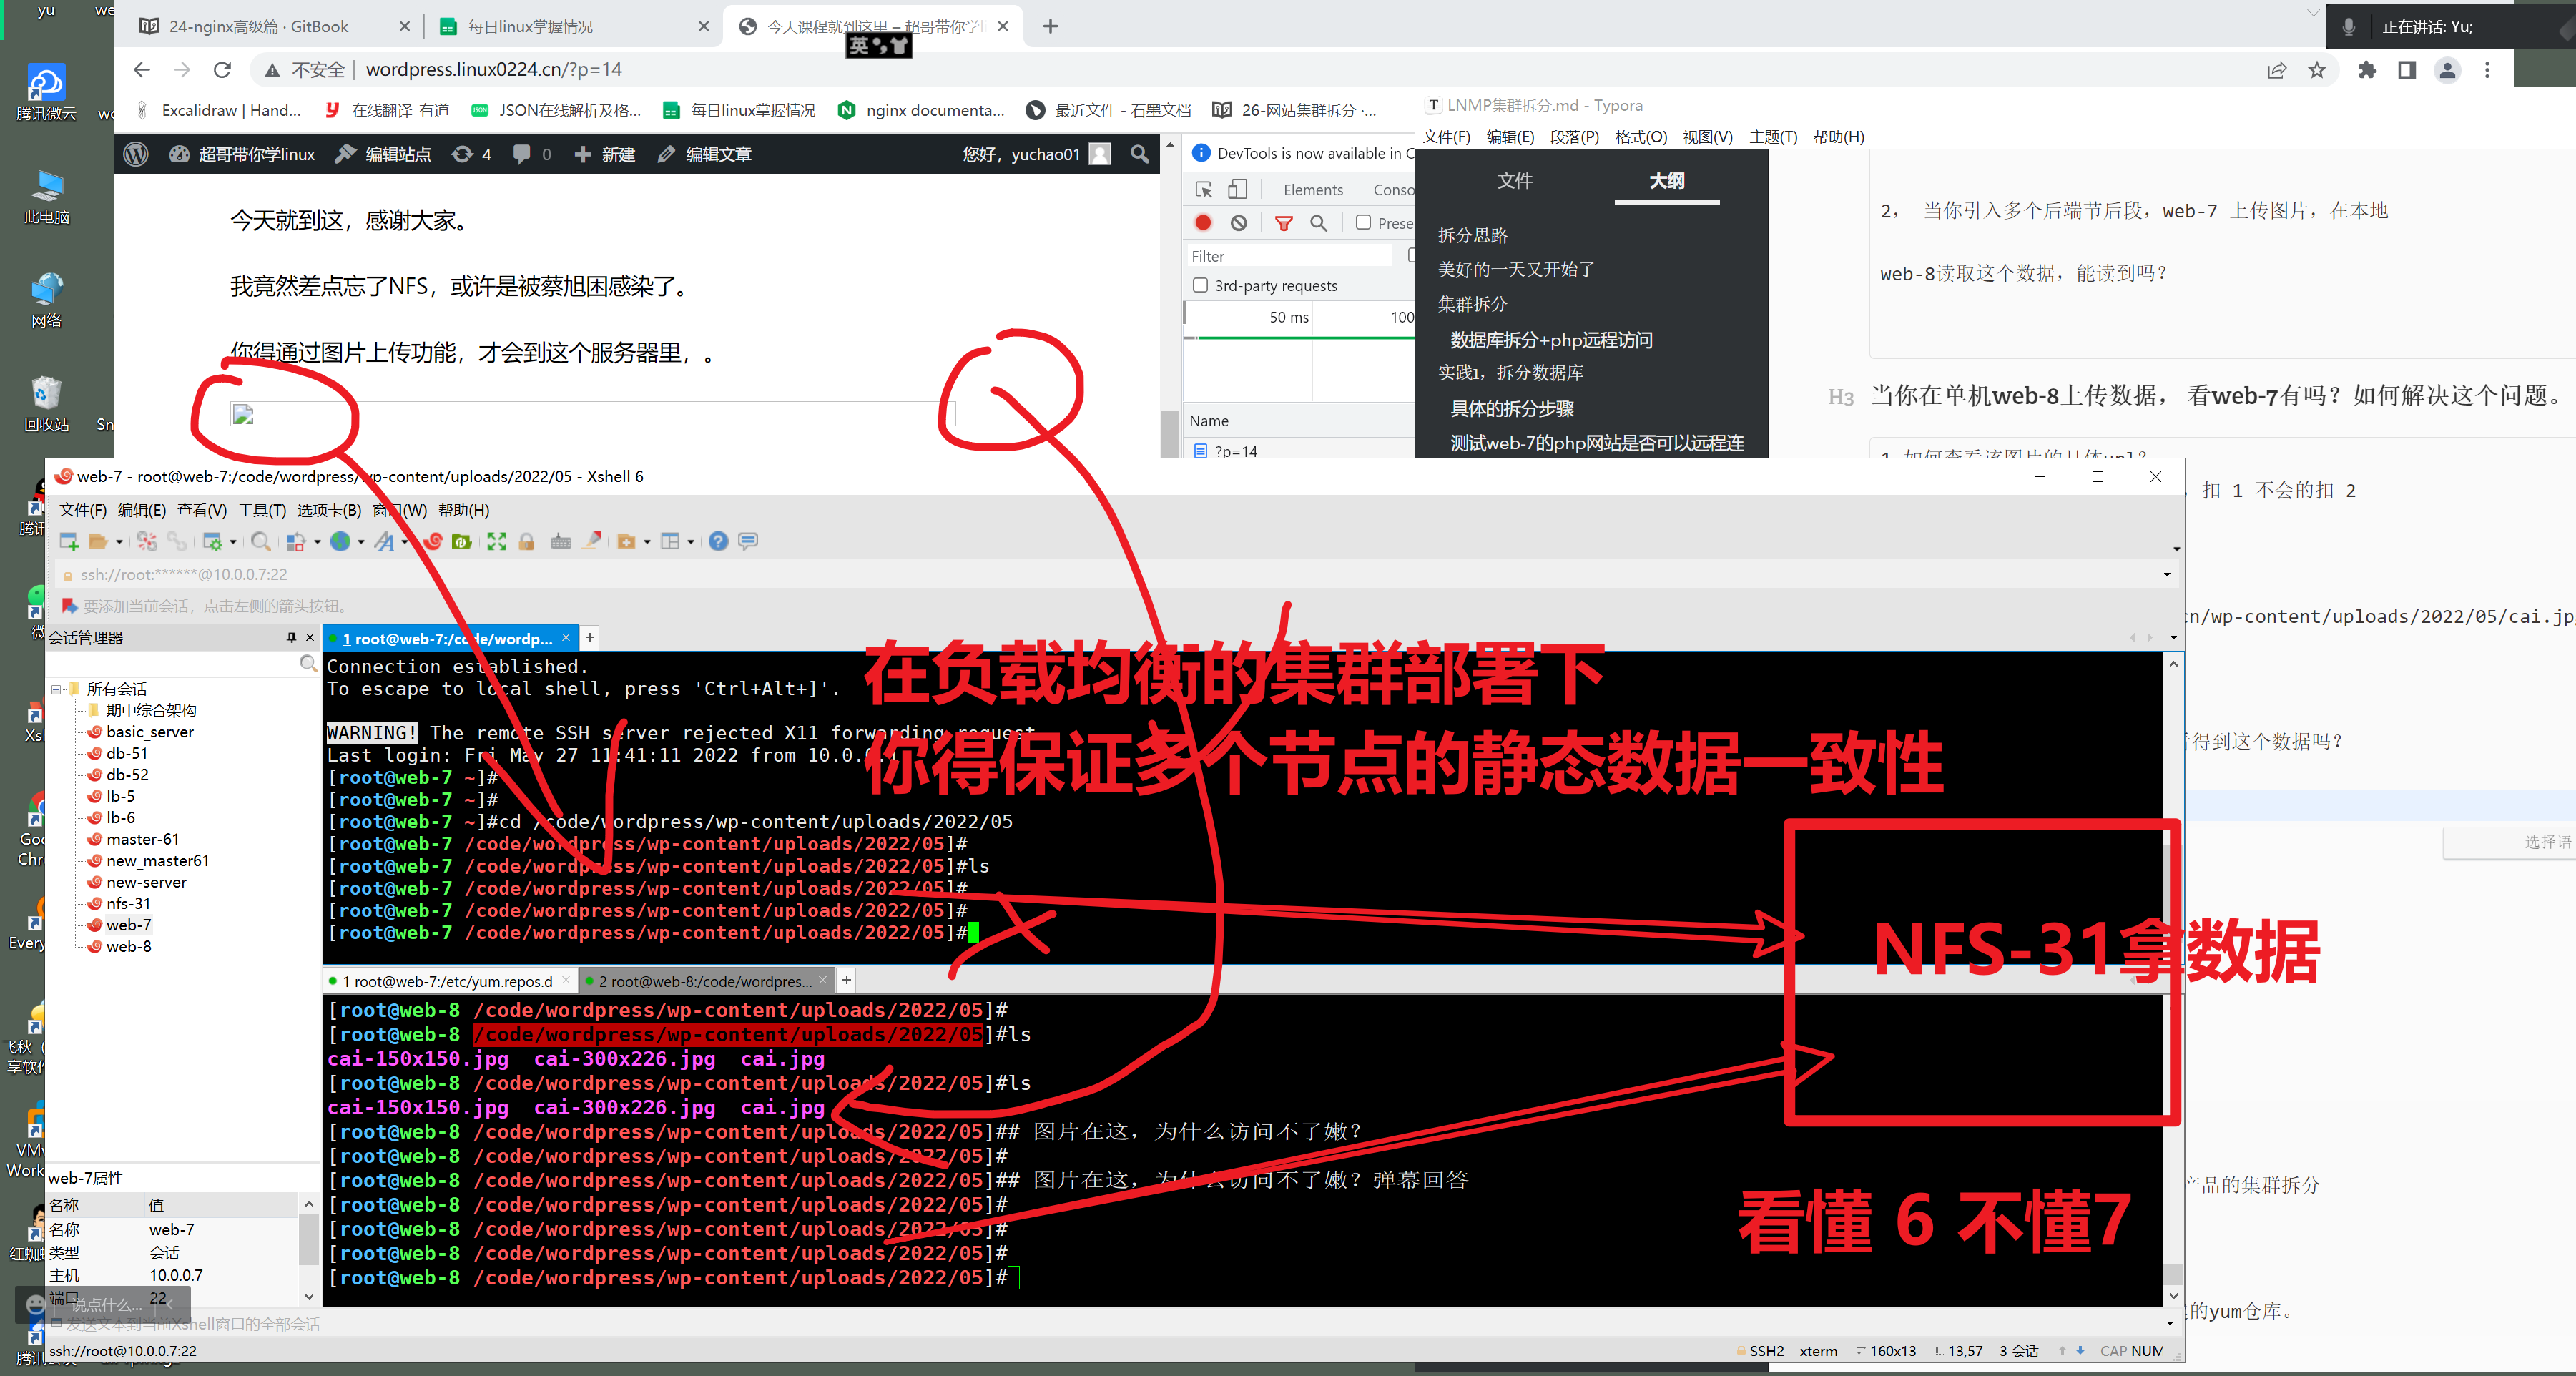 yu
we
24-nginx高级篇 · GitBook
每日linux掌握情况
今天课程就到这里 – 超哥带你学
英
正在讲话: Yu;
不安全
wordpress.linux0224.cn/?p=14
Excalidraw | Hand...
在线翻译_有道
JSON在线解析及格...
每日linux掌握情况
nginx documenta...
最近文件 - 石墨文档
26-网站集群拆分 ·...
腾讯微云
wc
此电脑
网络
回收站
Sn
超哥带你学linux
编辑站点
4
0
新建
编辑文章
您好，yuchao01
今天就到这，感谢大家。
我竟然差点忘了NFS，或许是被蔡旭困感染了。
你得通过图片上传功能，才会到这个服务器里，。
DevTools is now available in C
Elements
Conso
Prese
Filter
3rd-party requests
50 ms
100
Name
?p=14
LNMP集群拆分.md - Typora
文件(F) 编辑(E) 段落(P) 格式(O) 视图(V) 主题(T) 帮助(H)
文件
大纲
拆分思路
美好的一天又开始了
集群拆分
数据库拆分+php远程访问
实践1，拆分数据库
具体的拆分步骤
测试web-7的php网站是否可以远程连
2， 当你引入多个后端节后段，web-7 上传图片，在本地
web-8读取这个数据，能读到吗？
H3 当你在单机web-8上传数据， 看web-7有吗？如何解决这个问题。
扣 1 不会的扣 2
cn/wp-content/uploads/2022/05/cai.jp
得到这个数据吗？
选择语
产品的集群拆分
的yum仓库。
web-7 - root@web-7:/code/wordpress/wp-content/uploads/2022/05 - Xshell 6
文件(F) 编辑(E) 查看(V) 工具(T) 选项卡(B) 窗口(W) 帮助(H)
ssh://root:******@10.0.0.7:22
要添加当前会话，点击左侧的箭头按钮。
会话管理器
所有会话
期中综合架构
basic_server
db-51
db-52
lb-5
lb-6
master-61
new_master61
new-server
nfs-31
web-7
web-8
web-7属性
名称 值
名称 web-7
类型 会话
主机 10.0.0.7
端口 22
说点什么...
发送文本到当前Xshell窗口的全部会话
1 root@web-7:/code/wordp...
Connection established.
To escape to local shell, press 'Ctrl+Alt+]'.
WARNING! The remote SSH server rejected X11 forwarding request.
Last login: Fri May 27 11:41:11 2022 from 10.0.0.1
[root@web-7 ~]#
[root@web-7 ~]#
[root@web-7 ~]#cd /code/wordpress/wp-content/uploads/2022/05
[root@web-7 /code/wordpress/wp-content/uploads/2022/05]#
[root@web-7 /code/wordpress/wp-content/uploads/2022/05]#ls
[root@web-7 /code/wordpress/wp-content/uploads/2022/05]#
[root@web-7 /code/wordpress/wp-content/uploads/2022/05]#
[root@web-7 /code/wordpress/wp-content/uploads/2022/05]#
在负载均衡的集群部署下
你得保证多个节点的静态数据一致性
NFS-31拿数据
1 root@web-7:/etc/yum.repos.d
2 root@web-8:/code/wordpres...
[root@web-8 /code/wordpress/wp-content/uploads/2022/05]#
[root@web-8 /code/wordpress/wp-content/uploads/2022/05]#ls
cai-150x150.jpg cai-300x226.jpg cai.jpg
[root@web-8 /code/wordpress/wp-content/uploads/2022/05]#ls
cai-150x150.jpg cai-300x226.jpg cai.jpg
[root@web-8 /code/wordpress/wp-content/uploads/2022/05]## 图片在这，为什么访问不了嫩？
[root@web-8 /code/wordpress/wp-content/uploads/2022/05]#
[root@web-8 /code/wordpress/wp-content/uploads/2022/05]## 图片在这，为什么访问不了嫩？弹幕回答
[root@web-8 /code/wordpress/wp-content/uploads/2022/05]#
[root@web-8 /code/wordpress/wp-content/uploads/2022/05]#
[root@web-8 /code/wordpress/wp-content/uploads/2022/05]#
[root@web-8 /code/wordpress/wp-content/uploads/2022/05]#
看懂 6 不懂7
ssh://root@10.0.0.7:22
SSH2 xterm 160x13 13,57 3 会话 CAP NUM